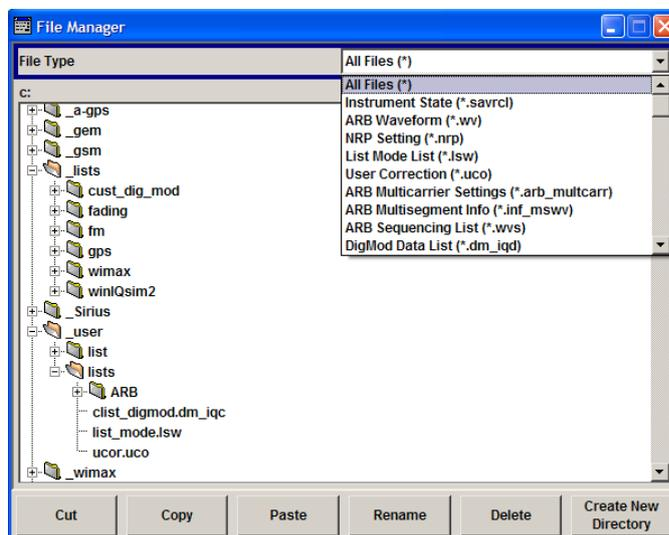 File Manager
File Type
All Files (*)
c:
All Files (*)
Instrument State (*.savrcl)
ARB Waveform (*.wv)
NRP Setting (*.nrp)
List Mode List (*.lsw)
User Correction (*.uco)
ARB Multicarrier Settings (*.arb_multcarr)
ARB Multisegment Info (*.inf_mswv)
ARB Sequencing List (*.wvs)
DigMod Data List (*.dm_iqd)
_a-gps
_gem
_gsm
_lists
cust_dig_mod
fading
fm
gps
wimax
winIQsim2
_Sirius
_user
list
lists
ARB
clist_digmod.dm_iqc
list_mode.lsw
ucor.uco
_wimax
Cut
Copy
Paste
Rename
Delete
Create New
Directory